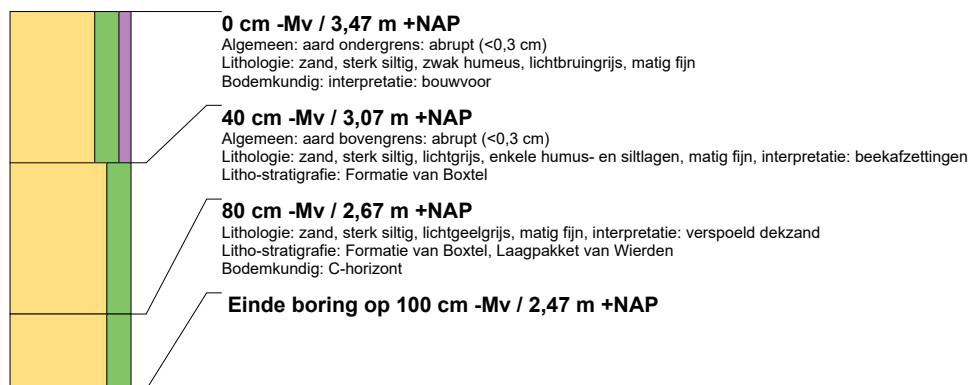 0 cm -Mv / 3,47 m +NAP
Algemeen: aard ondergrens: abrupt (<0,3 cm)
Lithologie: zand, sterk siltig, zwak humeus, lichtbruingrijs, matig fijn
Bodemkundig: interpretatie: bouwvoor
40 cm -Mv / 3,07 m +NAP
Algemeen: aard bovengrens: abrupt (<0,3 cm)
Lithologie: zand, sterk siltig, lichtgrijs, enkele humus- en siltlagen, matig fijn, interpretatie: beekafzettingen
Litho-stratigrafie: Formatie van Boxtel
80 cm -Mv / 2,67 m +NAP
Lithologie: zand, sterk siltig, lichtgeelgrijs, matig fijn, interpretatie: verspoeld dekzand
Litho-stratigrafie: Formatie van Boxtel, Laagpakket van Wierden
Bodemkundig: C-horizont
Einde boring op 100 cm -Mv / 2,47 m +NAP